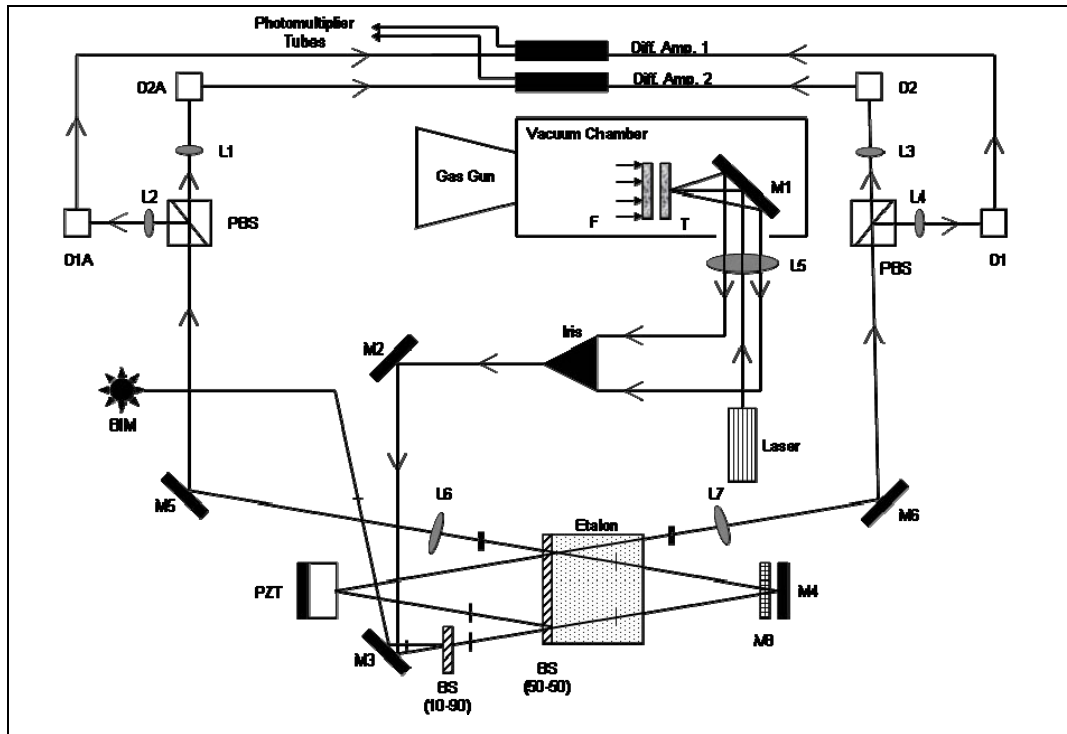 Photomultiplier
Tubes
Diff. Amp. 1
Diff. Amp. 2
D2A
D2
L1
L3
Vacuum Chamber
Gas Gun
M1
L2
L4
F
T
PBS
PBS
D1A
D1
L5
Iris
M2
BIM
Laser
M5
L6
L7
M6
Etalon
PZT
M4
M3
M8
BS
(10-90)
BS
(50-50)